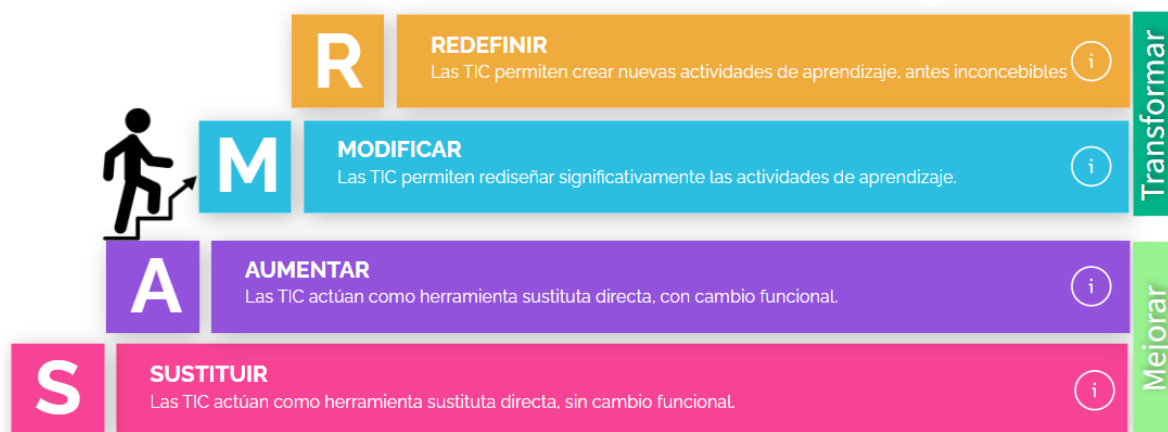 R
REDEFINIR
Las TIC permiten crear nuevas actividades de aprendizaje, antes inconcebibles
i
Transformar
M
MODIFICAR
Las TIC permiten rediseñar significativamente las actividades de aprendizaje.
i
A
AUMENTAR
Las TIC actúan como herramienta sustituta directa, con cambio funcional.
i
Mejorar
S
SUSTITUIR
Las TIC actúan como herramienta sustituta directa, sin cambio funcional.
i